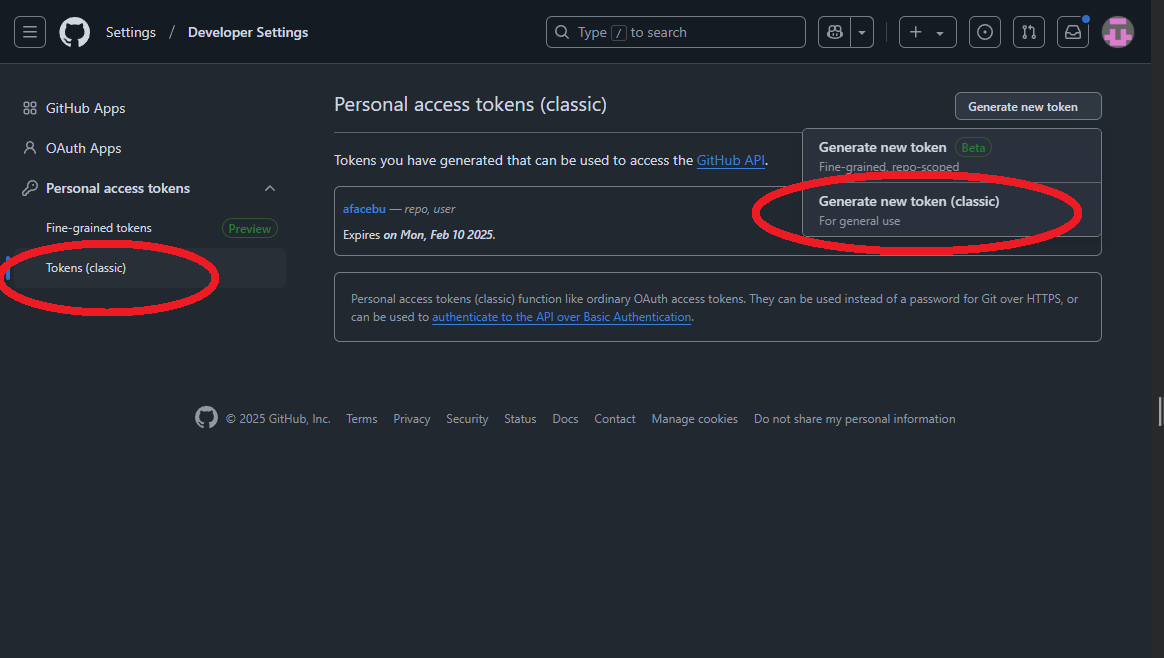 Settings / Developer Settings
Type / to search
GitHub Apps
OAuth Apps
Personal access tokens
Fine-grained tokens Preview
Tokens (classic)
Personal access tokens (classic)
Generate new token
Generate new token Beta
Fine-grained, repo-scoped
Generate new token (classic)
For general use
Tokens you have generated that can be used to access the GitHub API.
afacebu — repo, user
Expires on Mon, Feb 10 2025.
Personal access tokens (classic) function like ordinary OAuth access tokens. They can be used instead of a password for Git over HTTPS, or
can be used to authenticate to the API over Basic Authentication.
© 2025 GitHub, Inc. Terms Privacy Security Status Docs Contact Manage cookies Do not share my personal information